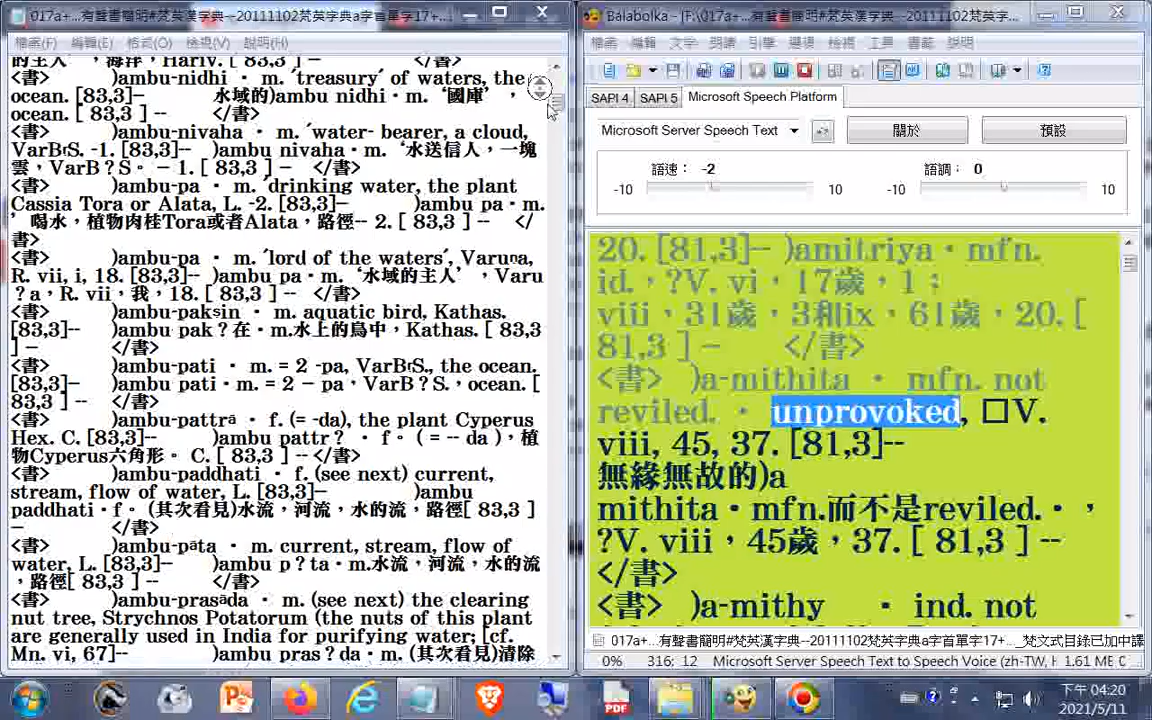 017a+...有聲書簡明#梵英漢字典--20111102梵英字典a字首單字17+...
檔案(F) 編輯(E) 格式(O) 檢視(V) 說明(H)
的主人’，海洋，Hariv. [ 83,3 ] -- </書>
<書> )ambu-nidhi ‧ m. 'treasury' of waters, the
ocean. [83,3]-- 水域的)ambu nidhi‧m.‘國庫’，
ocean. [ 83,3 ] -- </書>
<書> )ambu-nivaha ‧ m. 'water- bearer, a cloud,
VarBṛS. -1. [83,3]-- )ambu nivaha‧m.‘水送信人，一塊
雲，VarB？S。 – 1. [ 83,3 ] -- </書>
<書> )ambu-pa ‧ m. 'drinking water, the plant
Cassia Tora or Alata, L. -2. [83,3]-- )ambu pa‧m.
’喝水，植物肉桂Tora或者Alata，路徑-- 2. [ 83,3 ] -- </
書>
<書> )ambu-pa ‧ m. 'lord of the waters', Varuṇa,
R. vii, i, 18. [83,3]-- )ambu pa‧m.‘水域的主人’，Varu
？a，R. vii，我，18. [ 83,3 ] -- </書>
<書> )ambu-pakṣin ‧ m. aquatic bird, Kathas.
[83,3]-- )ambu pak？在‧m.水上的鳥中，Kathas. [ 83,3
] -- </書>
<書> )ambu-pati ‧ m. = 2 -pa, VarBṛS., the ocean.
[83,3]-- )ambu pati‧m. = 2 – pa，VarB？S.，ocean. [
83,3 ] -- </書>
<書> )ambu-pattrā ‧ f. (= -da), the plant Cyperus
Hex. C. [83,3]-- )ambu pattr？ ‧ f。 ( = -- da )，植
物Cyperus六角形。 C. [ 83,3 ] -- </書>
<書> )ambu-paddhati ‧ f. (see next) current,
stream, flow of water, L. [83,3]-- )ambu
paddhati‧f。 (其次看見)水流，河流，水的流，路徑[ 83,3 ]
-- </書>
<書> )ambu-pāta ‧ m. current, stream, flow of
water, L. [83,3]-- )ambu p？ta‧m.水流，河流，水的流
，路徑[ 83,3 ] -- </書>
<書> )ambu-prasāda ‧ m. (see next) the clearing
nut tree, Strychnos Potatorum (the nuts of this plant
are generally used in India for purifying water; [cf.
Mn. vi, 67]-- )ambu pras？da‧m. (其次看見)清除
Balabolka - [F:\017a+...有聲書簡明#梵英漢字典--20111102梵英字...
檔案 編輯 文字 朗讀 引擎 選項 檢視 工具 書籤 說明
SAPI 4 SAPI 5 Microsoft Speech Platform
Microsoft Server Speech Text 關於 預設
語速： -2 語調： 0
-10 10 -10 10
20. [81,3]-- )amitriya‧mfn.
id.，?V. vi，17歲，1；
viii，31歲，3和ix，61歲，20. [
81,3 ] -- </書>
<書> )a-mithita ‧ mfn. not
reviled. ‧ unprovoked, □V.
viii, 45, 37. [81,3]--
無緣無故的)a
mithita‧mfn.而不是reviled.‧，
?V. viii，45歲，37. [ 81,3 ] --
</書>
<書> )a-mithy ‧ ind. not
017a+...有聲書簡明#梵英漢字典--20111102梵英字典a字首單字17+..._梵文式目錄已加中譯
0% 316: 12 Microsoft Server Speech Text to Speech Voice (zh-TW, H 1.61 ME C
下午 04:20
2021/5/11